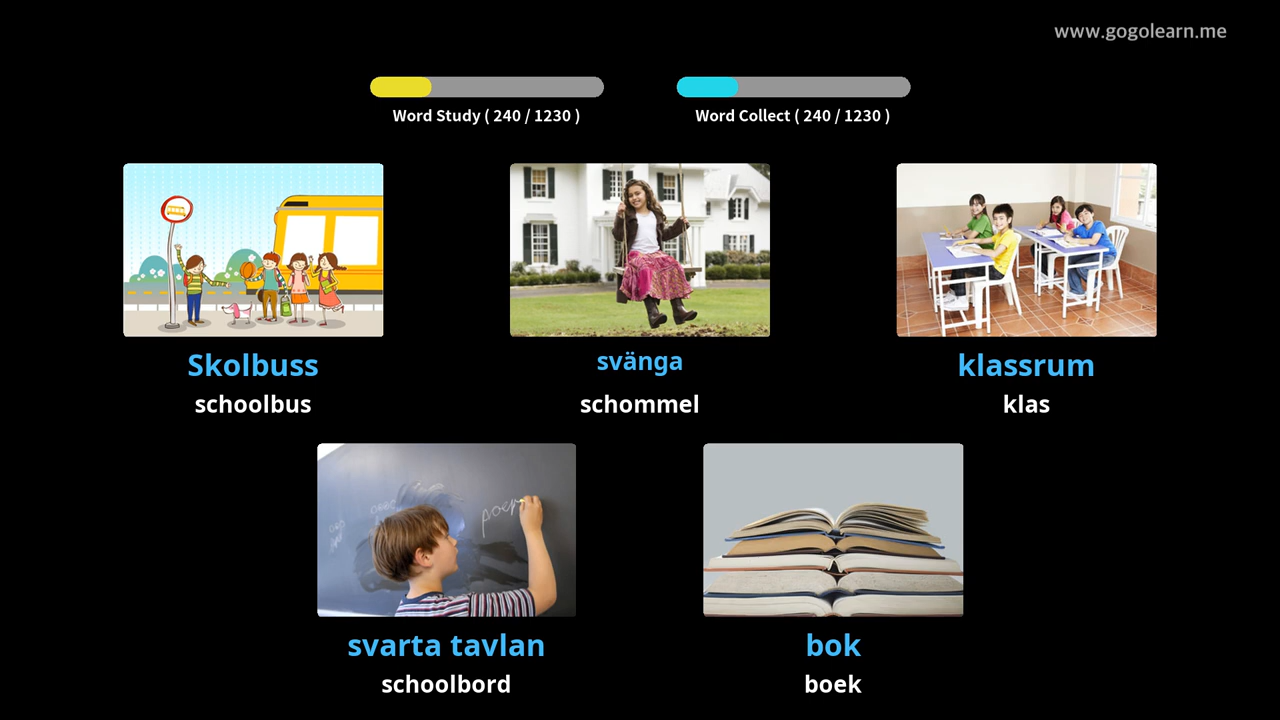 www.gogolearn.me
Word Study ( 240 / 1230 )
Word Collect ( 240 / 1230 )
Skolbuss
svänga
klassrum
schoolbus
schommel
klas
poem
svarta tavlan
bok
schoolbord
boek